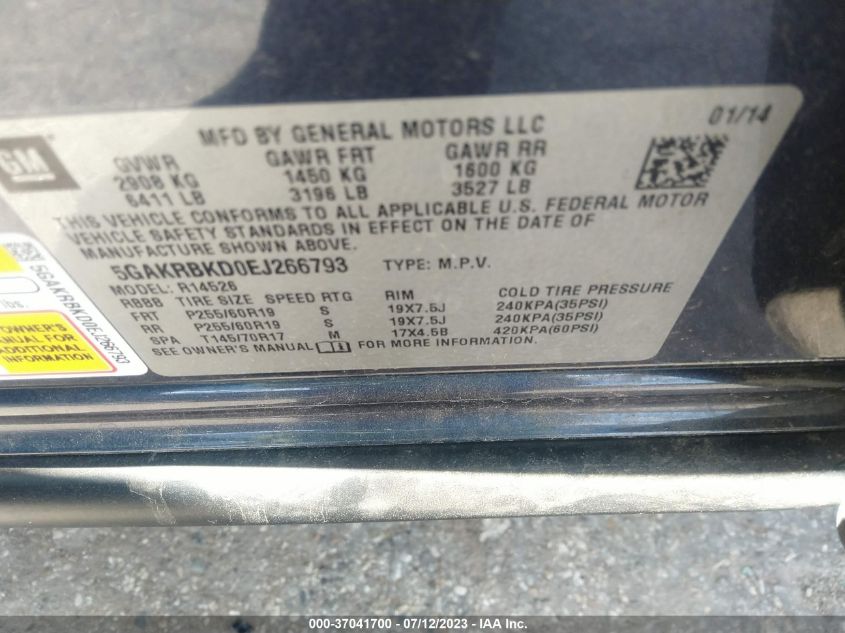 GM
MFD BY GENERAL MOTORS LLC
01/14
GVWR GAWR FRT GAWR RR
2908 KG 1450 KG 1600 KG
6411 LB 3196 LB 3527 LB
THIS VEHICLE CONFORMS TO ALL APPLICABLE U.S. FEDERAL MOTOR
VEHICLE SAFETY STANDARDS IN EFFECT ON THE DATE OF
MANUFACTURE SHOWN ABOVE.
5GAKRBKD0EJ266793 TYPE: M.P.V.
MODEL: R14526
RBBB TIRE SIZE SPEED RTG RIM COLD TIRE PRESSURE
FRT P255/60R19 S 19X7.5J 240KPA(35PSI)
RR P255/60R19 S 19X7.5J 240KPA(35PSI)
SPA T145/70R17 M 17X4.5B 420KPA(60PSI)
SEE OWNER'S MANUAL FOR MORE INFORMATION.
5GAKRBKD0EJ266793
lbs.
OWNER'S
MANUAL FOR
ADDITIONAL
INFORMATION
000-37041700 - 07/12/2023 - Copyright IAA, Inc.